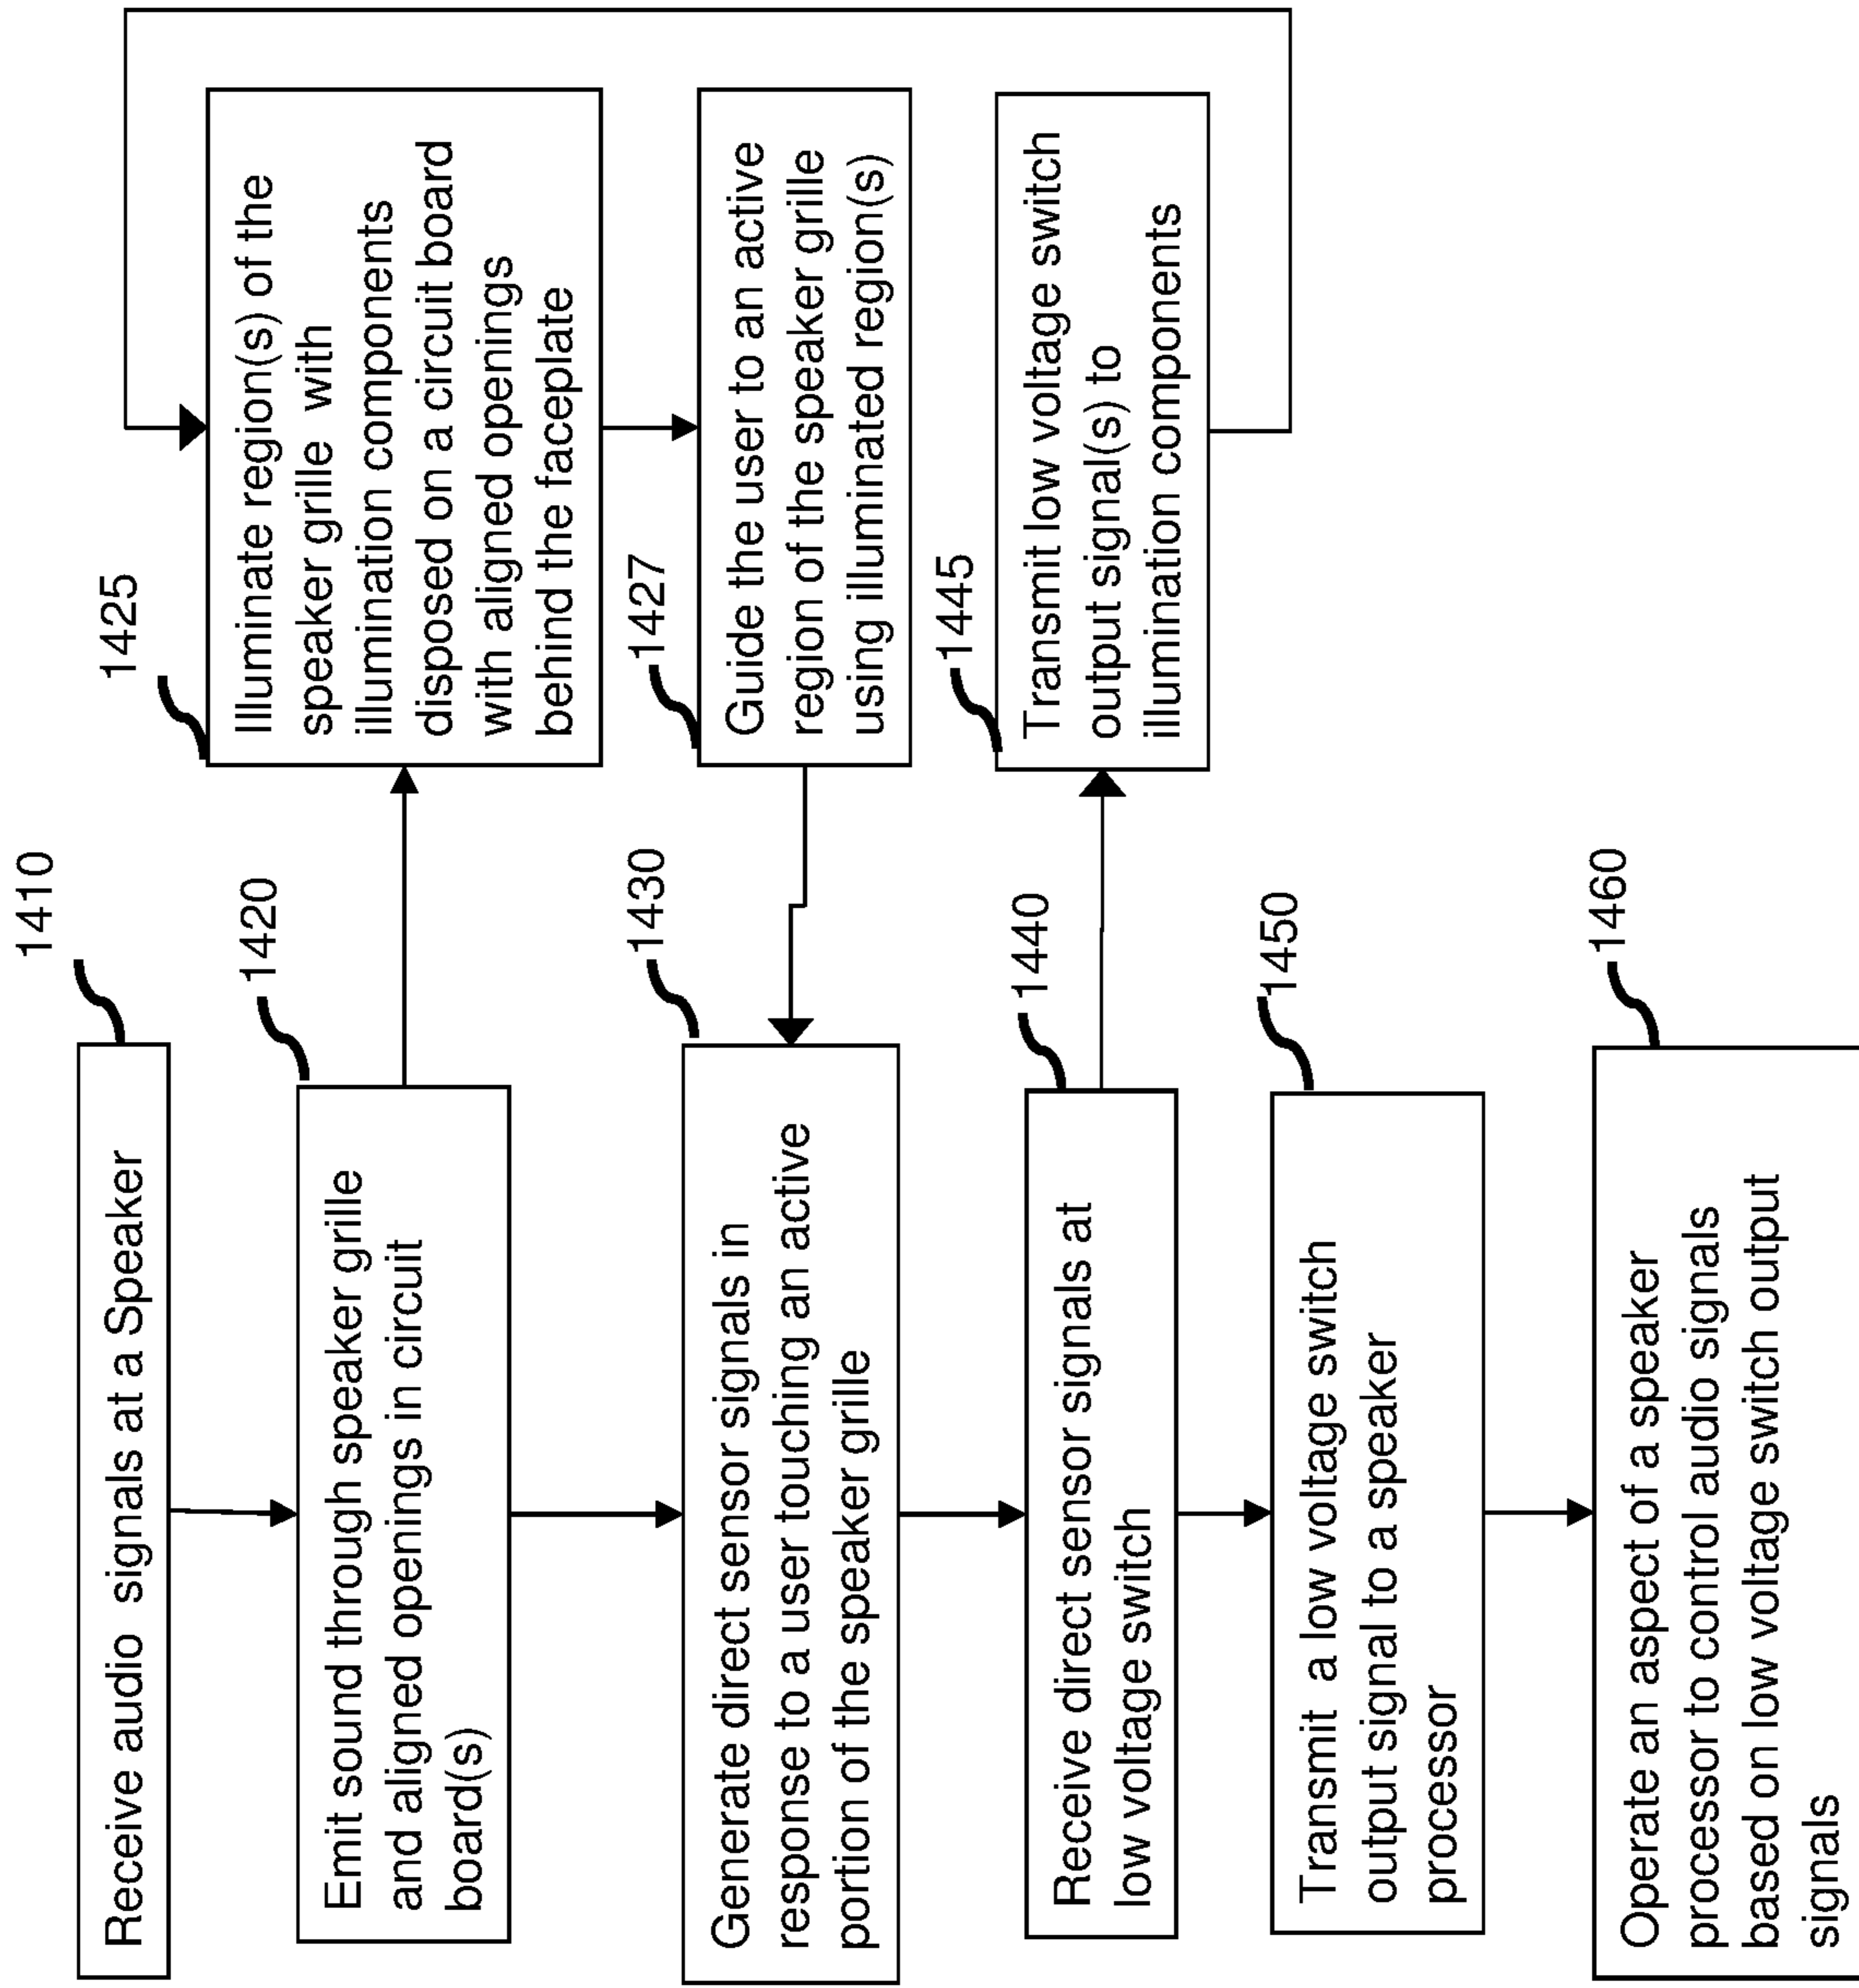 1410
Receive audio signals at a Speaker
1420
Emit sound through speaker grille
and aligned openings in circuit
board(s)
1425
Illuminate region(s) of the
speaker grille with
illumination components
disposed on a circuit board
with aligned openings
behind the faceplate
1427
Guide the user to an active
region of the speaker grille
using illuminated region(s)
1430
Generate direct sensor signals in
response to a user touching an active
portion of the speaker grille
1440
Receive direct sensor signals at
low voltage switch
1445
Transmit low voltage switch
output signal(s) to
illumination components
1450
Transmit a low voltage switch
output signal to a speaker
processor
1460
Operate an aspect of a speaker
processor to control audio signals
based on low voltage switch output
signals